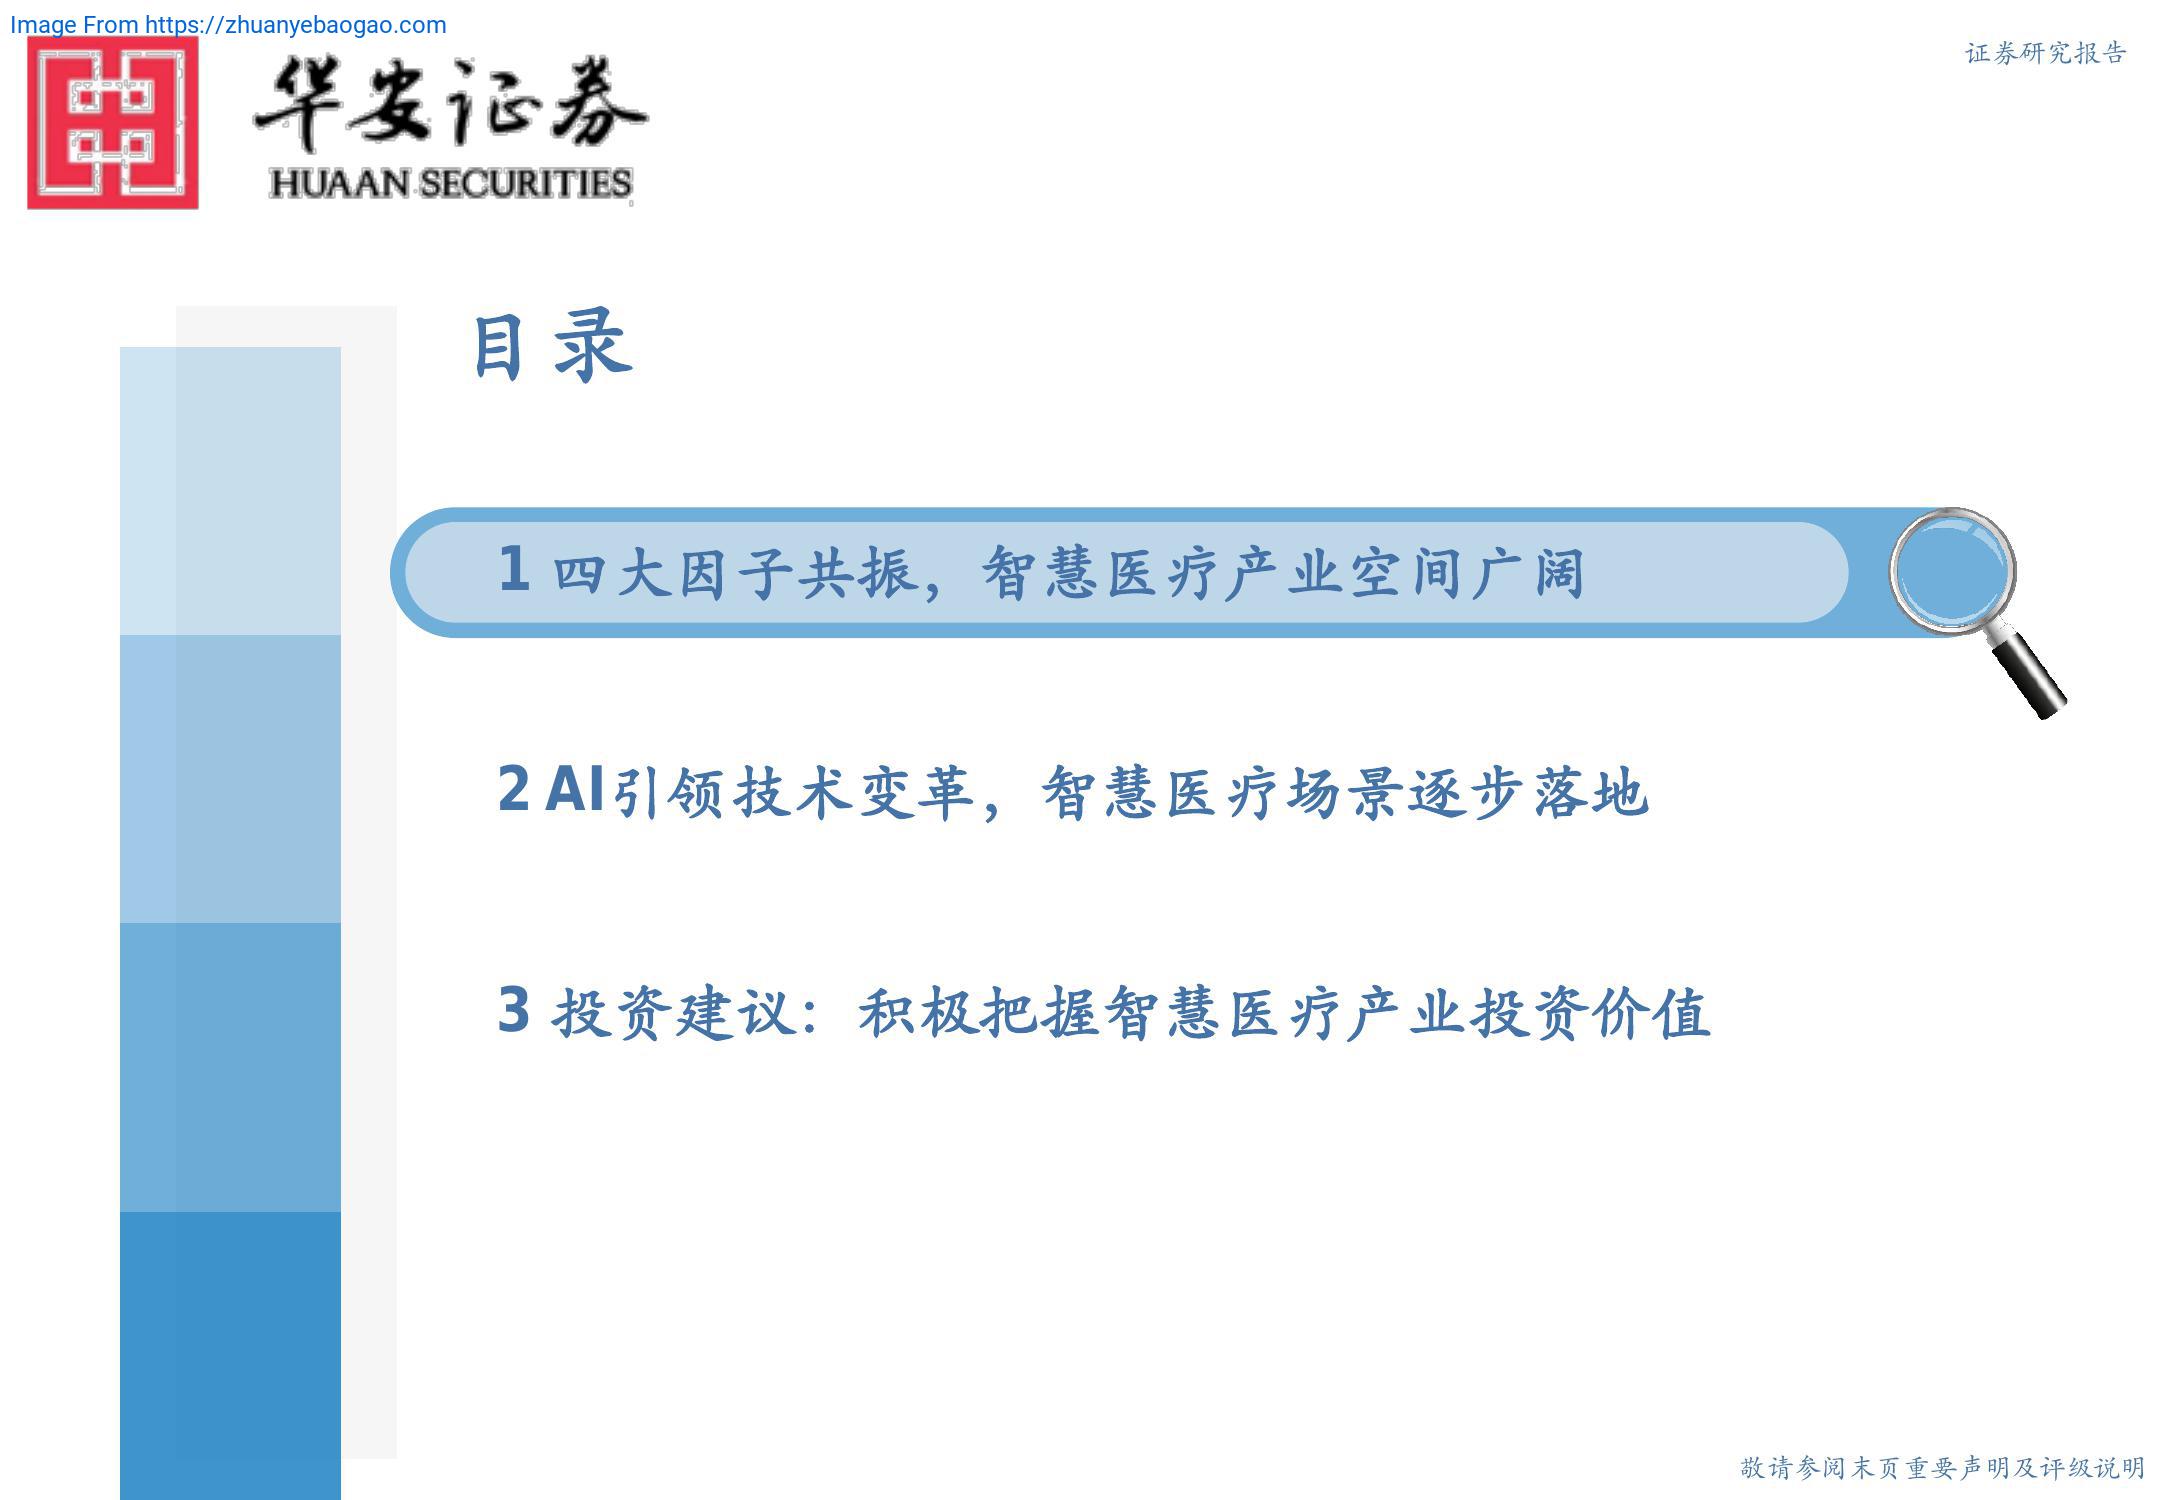 Image From https://zhuanyebaogao.com
证券研究报告
华安证券
HUAAN SECURITIES
目录
1 四大因子共振，智慧医疗产业空间广阔
2 AI引领技术变革，智慧医疗场景逐步落地
3 投资建议：积极把握智慧医疗产业投资价值
敬请参阅末页重要声明及评级说明